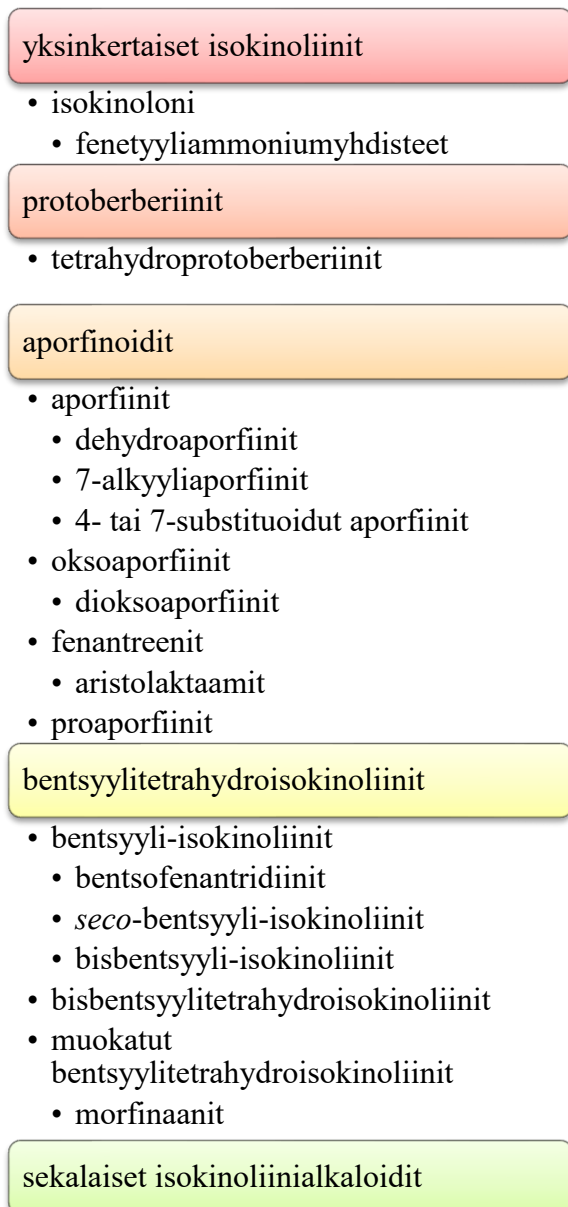 yksinkertaiset isokinoliinit
• isokinoloni
• fenetyyliammoniumyhdisteet
protoberberiinit
• tetrahydroprotoberberiinit
aporfinoidit
• aporfiinit
• dehydroaporfiinit
• 7-alkyyliaporfiinit
• 4- tai 7-substituoidut aporfiinit
• oksoaporfiinit
• dioksoaporfiinit
• fenantreenit
• aristolaktaamit
• proaporfiinit
bentsyylitetrahydroisokinoliinit
• bentsyyli-isokinoliinit
• bentsofenantridiinit
• seco-bentsyyli-isokinoliinit
• bisbentsyyli-isokinoliinit
• bisbentsyylitetrahydroisokinoliinit
• muokatut
bentsyylitetrahydroisokinoliinit
• morfinaanit
sekalaiset isokinoliinialkaloidit